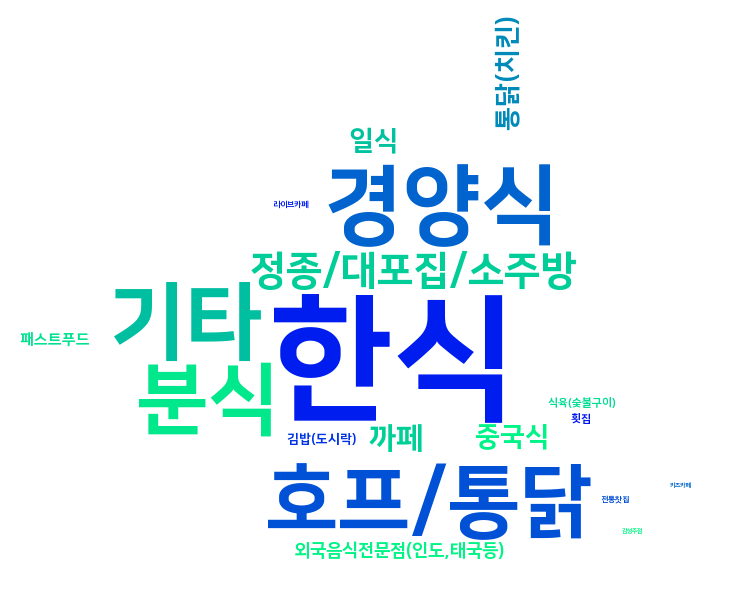 통닭(치킨)
일식
라이브카페
경양식
정종/대포집/소주방
기타
한식
패스트푸드
분식
식육(숯불구이)
횟집
김밥(도시락)
까페
중국식
호프/통닭
키즈카페
전통찻집
감성주점
외국음식전문점(인도,태국등)